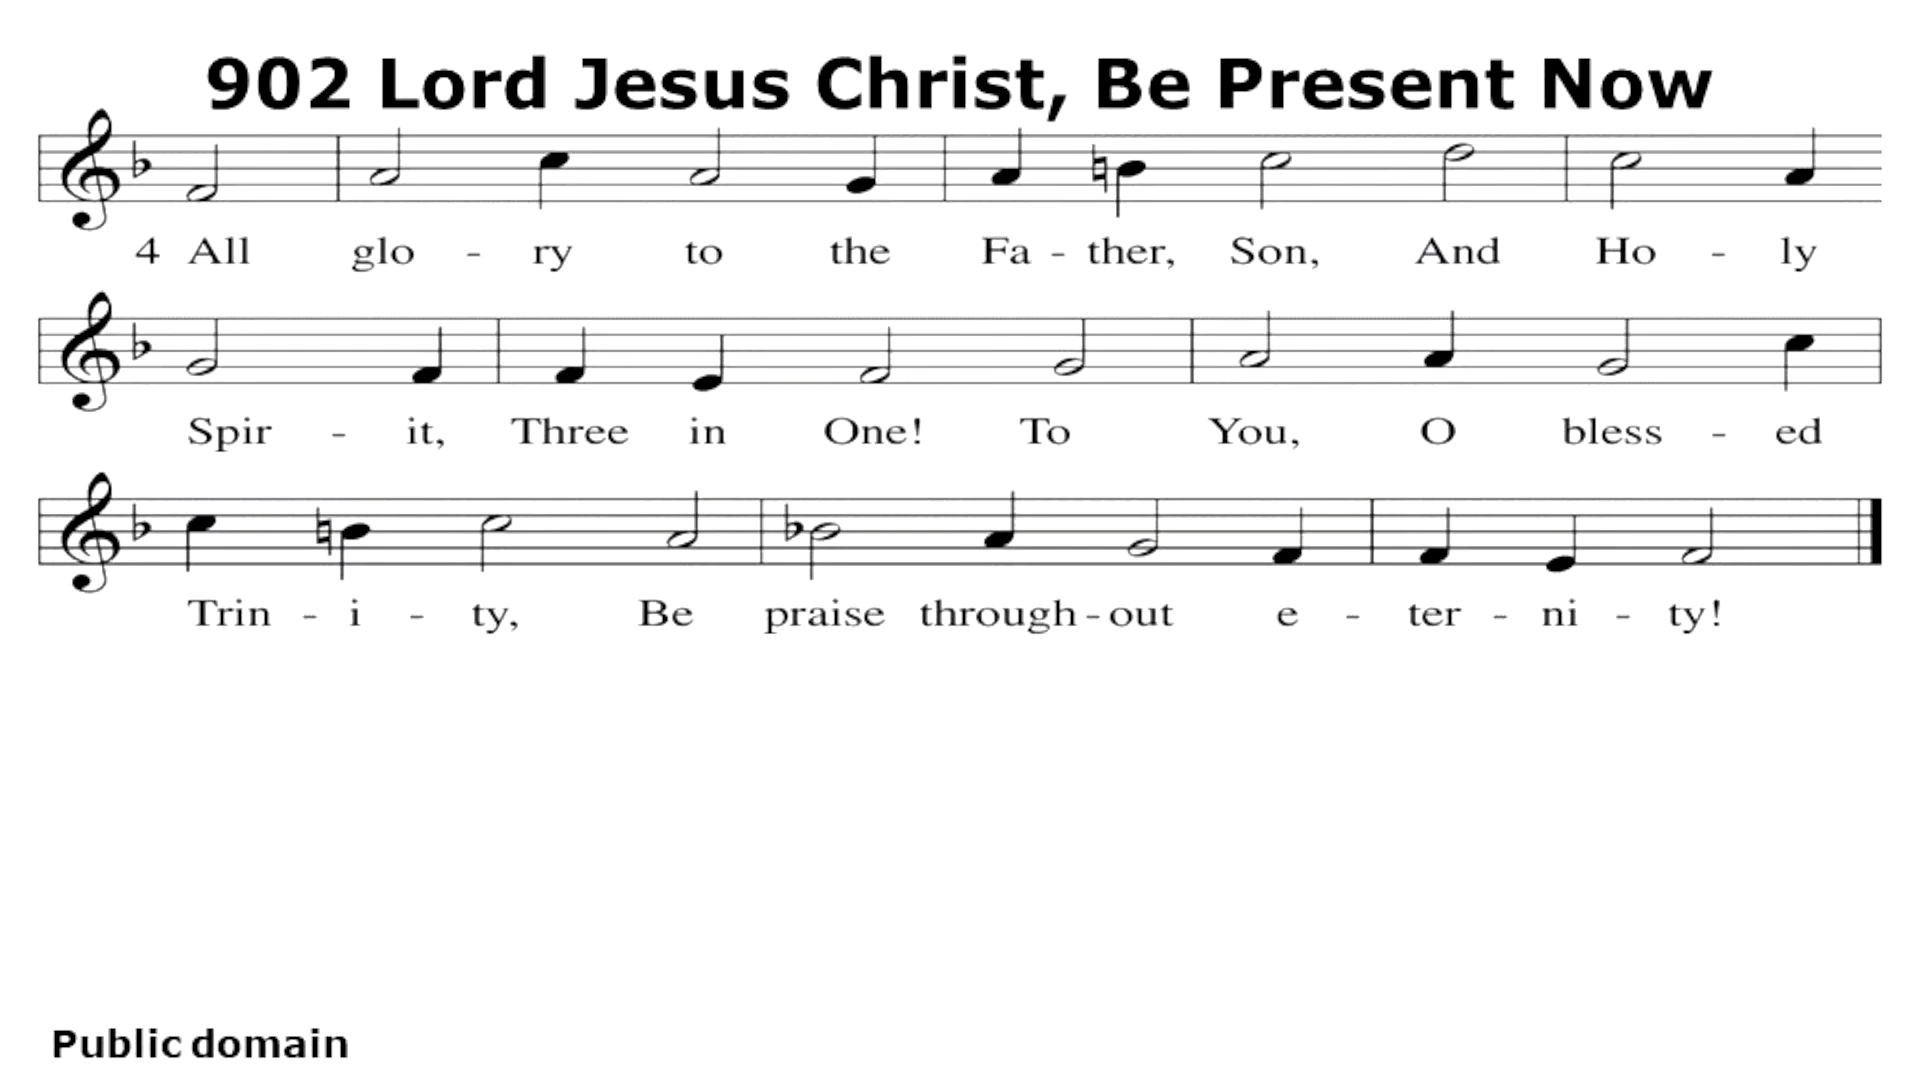 902 Lord Jesus Christ, Be Present Now
4 All glo - ry to the Fa - ther, Son, And Ho - ly
Spir - it, Three in One! To You, O bless - ed
Trin - i - ty, Be praise through - out e - ter - ni - ty!
Public domain